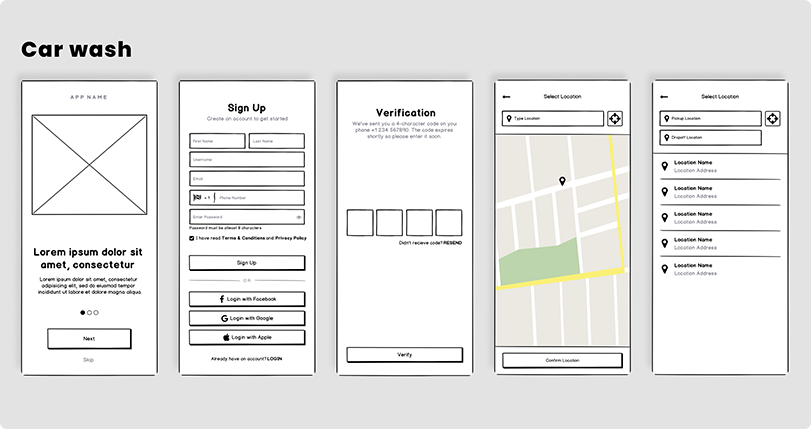 Car wash
APP NAME
Lorem ipsum dolor sit
amet, consectetur
Lorem ipsum dolor sit amet, consectetur
adipiscing elit, sed do eiusmod tempor
incididunt ut labore et dolore magna aliqua.
Next
Skip
Sign Up
Create an account to get started
First Name
Last Name
Username
Email
+ 1
Phone Number
Enter Password
Password must be atleast 8 characters
I have read Terms & Conditions and Privacy Policy
Sign Up
OR
Login with Facebook
Login with Google
Login with Apple
Already have an account? LOGIN
Verification
We've sent you a 4-character code on you
phone +1 234 567890. The code expires
shortly so please enter it soon.
Didn't recieve code? RESEND
Verify
Select Location
Type Location
Confirm Location
Select Location
Pickup Location
Dropoff Location
Location Name
Location Address
Location Name
Location Address
Location Name
Location Address
Location Name
Location Address
Location Name
Location Address